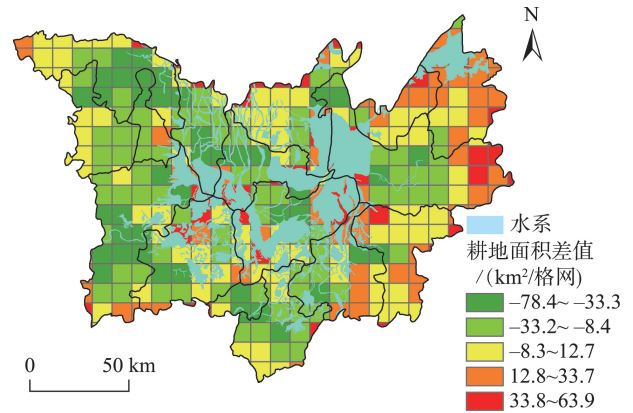 N
水系
耕地面积差值
/(km²/格网)
−78.4~ −33.3
−33.2~ −8.4
−8.3~12.7
12.8~33.7
33.8~63.9
0 50 km